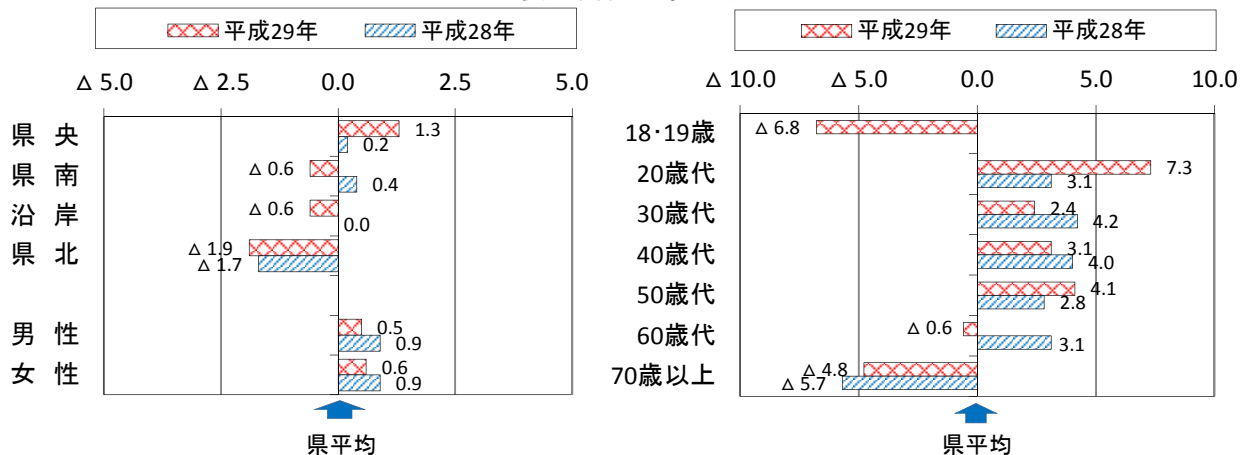 平成29年 平成28年
Δ 5.0 Δ 2.5 0.0 2.5 5.0
県 央 1.3
0.2
県 南 Δ 0.6
0.4
沿 岸 Δ 0.6
0.0
県 北 Δ 1.9
Δ 1.7
男 性 0.5
0.9
女 性 0.6
0.9
県平均
平成29年 平成28年
Δ 10.0 Δ 5.0 0.0 5.0 10.0
18・19歳 Δ 6.8
20歳代 7.3
3.1
30歳代 2.4
4.2
40歳代 3.1
4.0
50歳代 4.1
2.8
60歳代 Δ 0.6
3.1
70歳以上 Δ 4.8
Δ 5.7
県平均